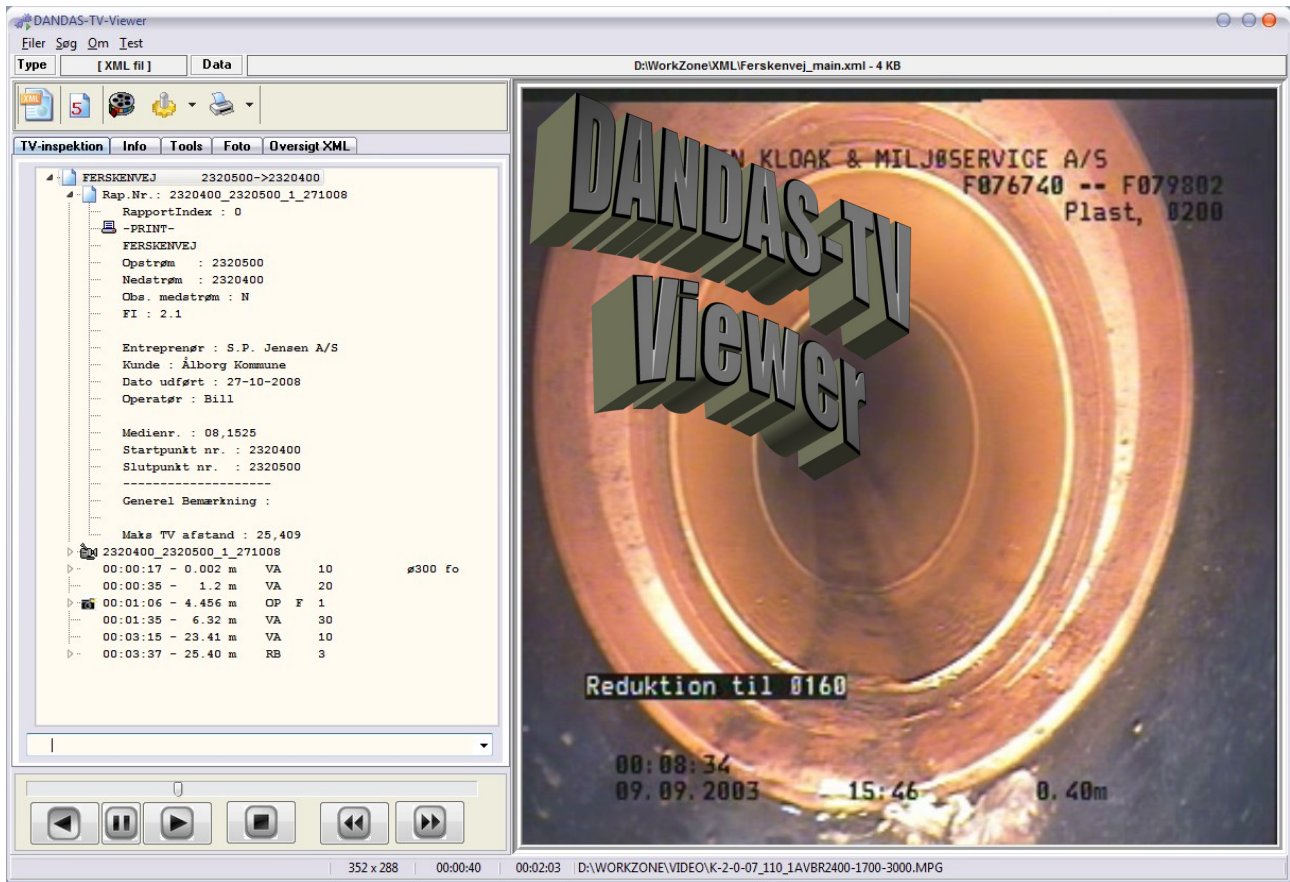 DANDAS-TV-Viewer
Filer Søg Om Test
Type [ XML fil ] Data D:\WorkZone\XML\Ferskenvej_main.xml - 4 KB
XML 5
TV-inspektion Info Tools Foto Oversigt XML
FERSKENVEJ 2320500->2320400
Rap.Nr.: 2320400_2320500_1_271008
RapportIndex : 0
-PRINT-
FERSKENVEJ
Opstrøm : 2320500
Nedstrøm : 2320400
Obs. medstrøm : N
FI : 2.1
Entreprenør : S.P. Jensen A/S
Kunde : Ålborg Kommune
Dato udført : 27-10-2008
Operatør : Bill
Medienr. : 08,1525
Startpunkt nr. : 2320400
Slutpunkt nr. : 2320500
--------------------
Generel Bemærkning :
Maks TV afstand : 25,409
2320400_2320500_1_271008
00:00:17 - 0.002 m VA 10 ø300 fo
00:00:35 - 1.2 m VA 20
00:01:06 - 4.456 m OP F 1
00:01:35 - 6.32 m VA 30
00:03:15 - 23.41 m VA 10
00:03:37 - 25.40 m RB 3
DANDAS-TV
Viewer
KLOAK & MILJØSERVICE A/S
F076740 -- F079802
Plast, Ø200
Reduktion til Ø160
00:08:34
09.09.2003 15:46 0.40m
352 x 288 00:00:40 00:02:03 D:\WORKZONE\VIDEO\K-2-0-07_110_1AVBR2400-1700-3000.MPG